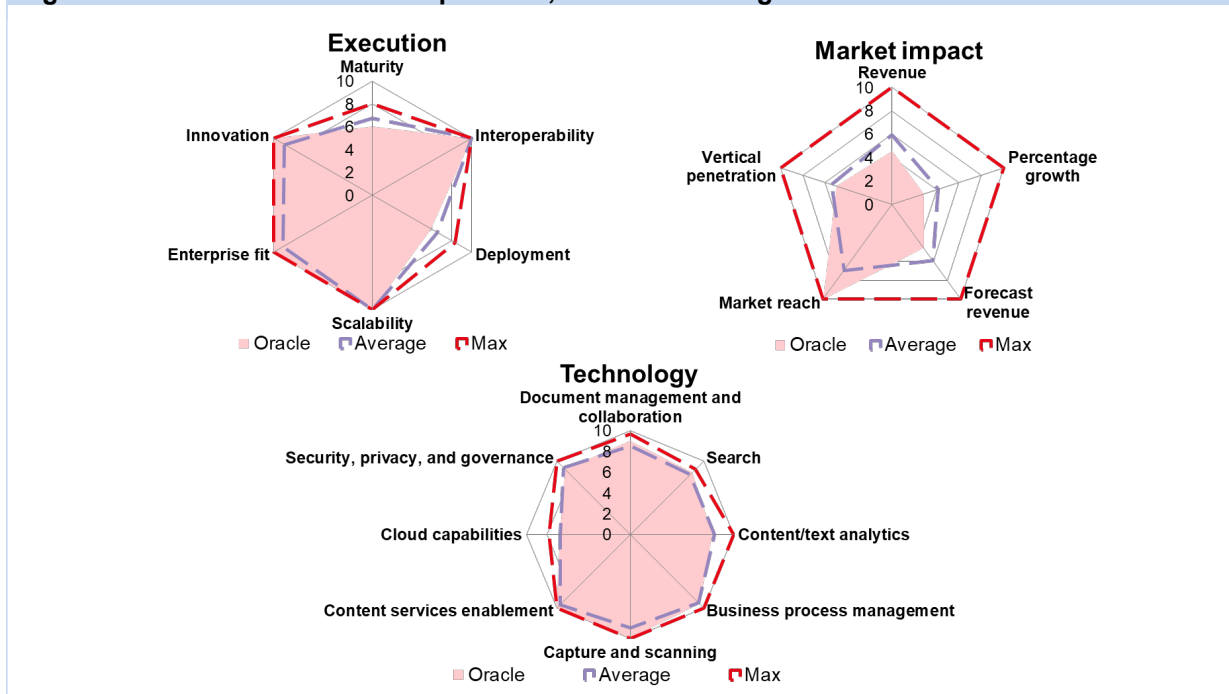 Execution
Maturity
10
8
6
4
2
0
Innovation
Interoperability
Enterprise fit
Deployment
Scalability
Oracle Average Max
Market impact
Revenue
10
8
6
4
2
0
Vertical
penetration
Percentage
growth
Market reach
Forecast
revenue
Oracle Average Max
Technology
Document management and
collaboration
10
8
6
4
2
0
Security, privacy, and governance
Search
Cloud capabilities
Content/text analytics
Content services enablement
Business process management
Capture and scanning
Oracle Average Max